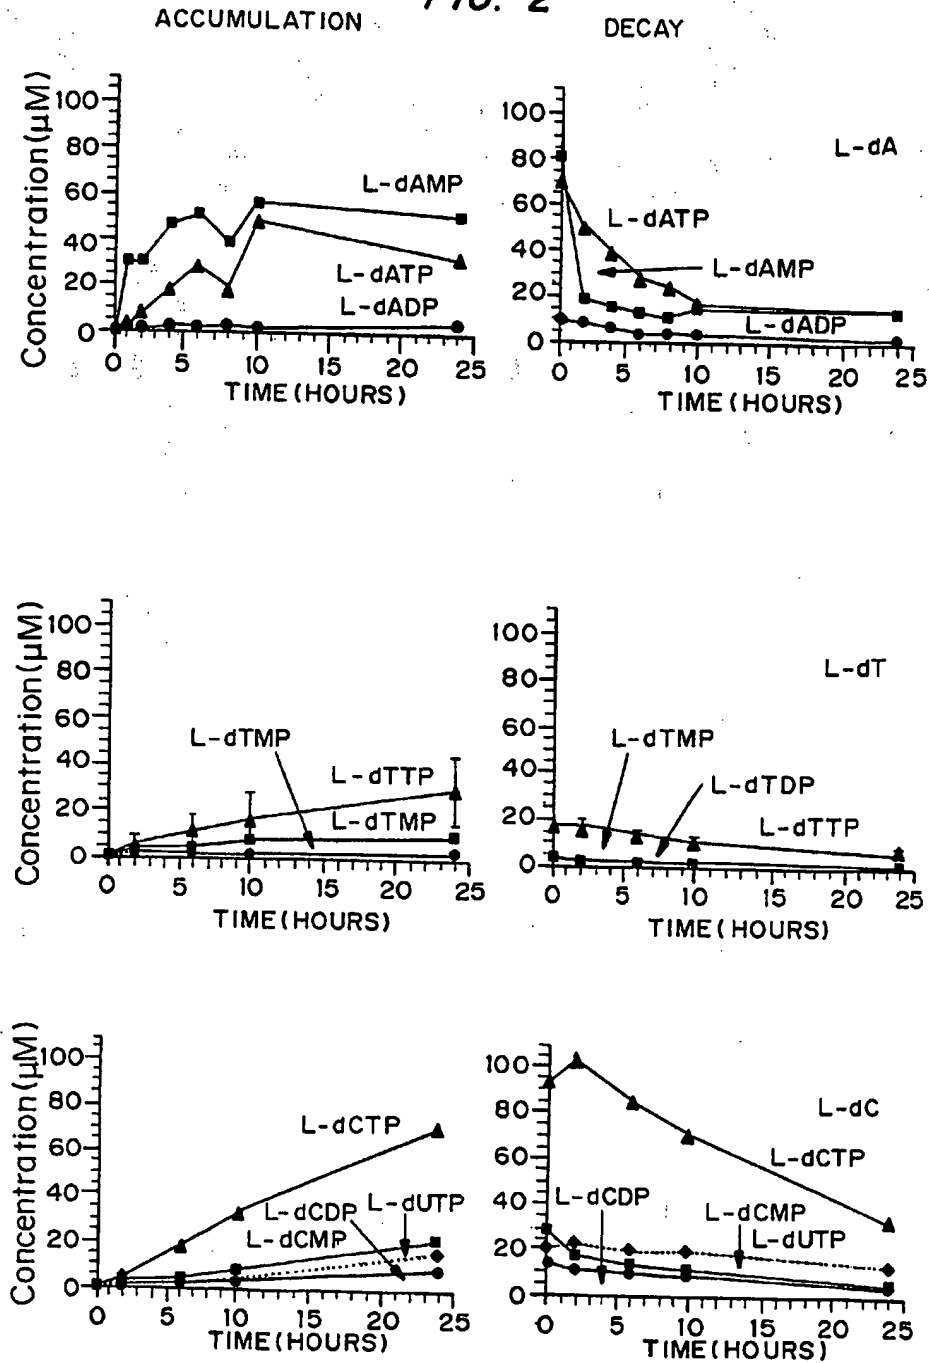 FIG. 2
ACCUMULATION
DECAY
Concentration(µM)
100
80
60
40
20
0
L-dAMP
L-dATP
L-dADP
0 5 10 15 20 25
TIME(HOURS)
100
80
60
40
20
0
L-dA
L-dATP
L-dAMP
L-dADP
0 5 10 15 20 25
TIME(HOURS)
Concentration(µM)
100
80
60
40
20
0
L-dTMP
L-dTTP
L-dTMP
0 5 10 15 20 25
TIME(HOURS)
100
80
60
40
20
0
L-dT
L-dTMP
L-dTDP
L-dTTP
0 5 10 15 20 25
TIME(HOURS)
Concentration(µM)
100
80
60
40
20
0
L-dCTP
L-dUTP
L-dCDP
L-dCMP
0 5 10 15 20 25
TIME(HOURS)
100
80
60
40
20
0
L-dC
L-dCTP
L-dCDP
L-dCMP
L-dUTP
0 5 10 15 20 25
TIME(HOURS)